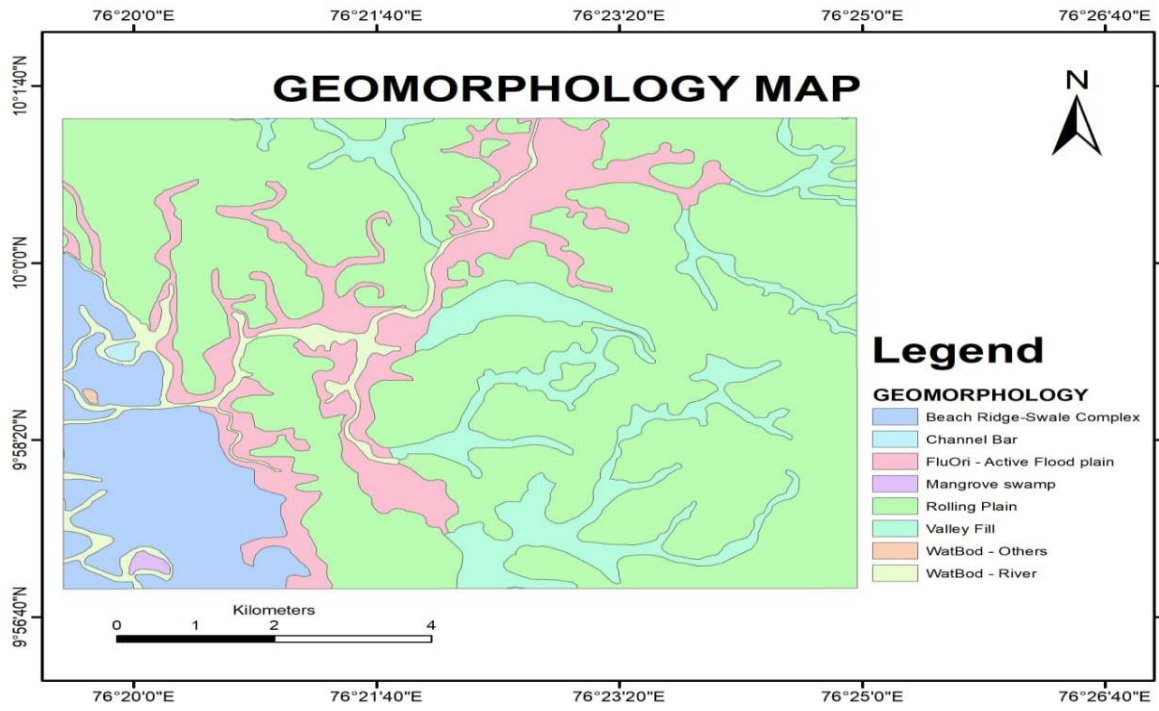 76°20'0"E 76°21'40"E 76°23'20"E 76°25'0"E 76°26'40"E
GEOMORPHOLOGY MAP
N
10°1'40"N
10°0'0"N
9°58'20"N
9°56'40"N
Legend
GEOMORPHOLOGY
Beach Ridge-Swale Complex
Channel Bar
FluOri - Active Flood plain
Mangrove swamp
Rolling Plain
Valley Fill
WatBod - Others
WatBod - River
Kilometers
0 1 2 4
76°20'0"E 76°21'40"E 76°23'20"E 76°25'0"E 76°26'40"E